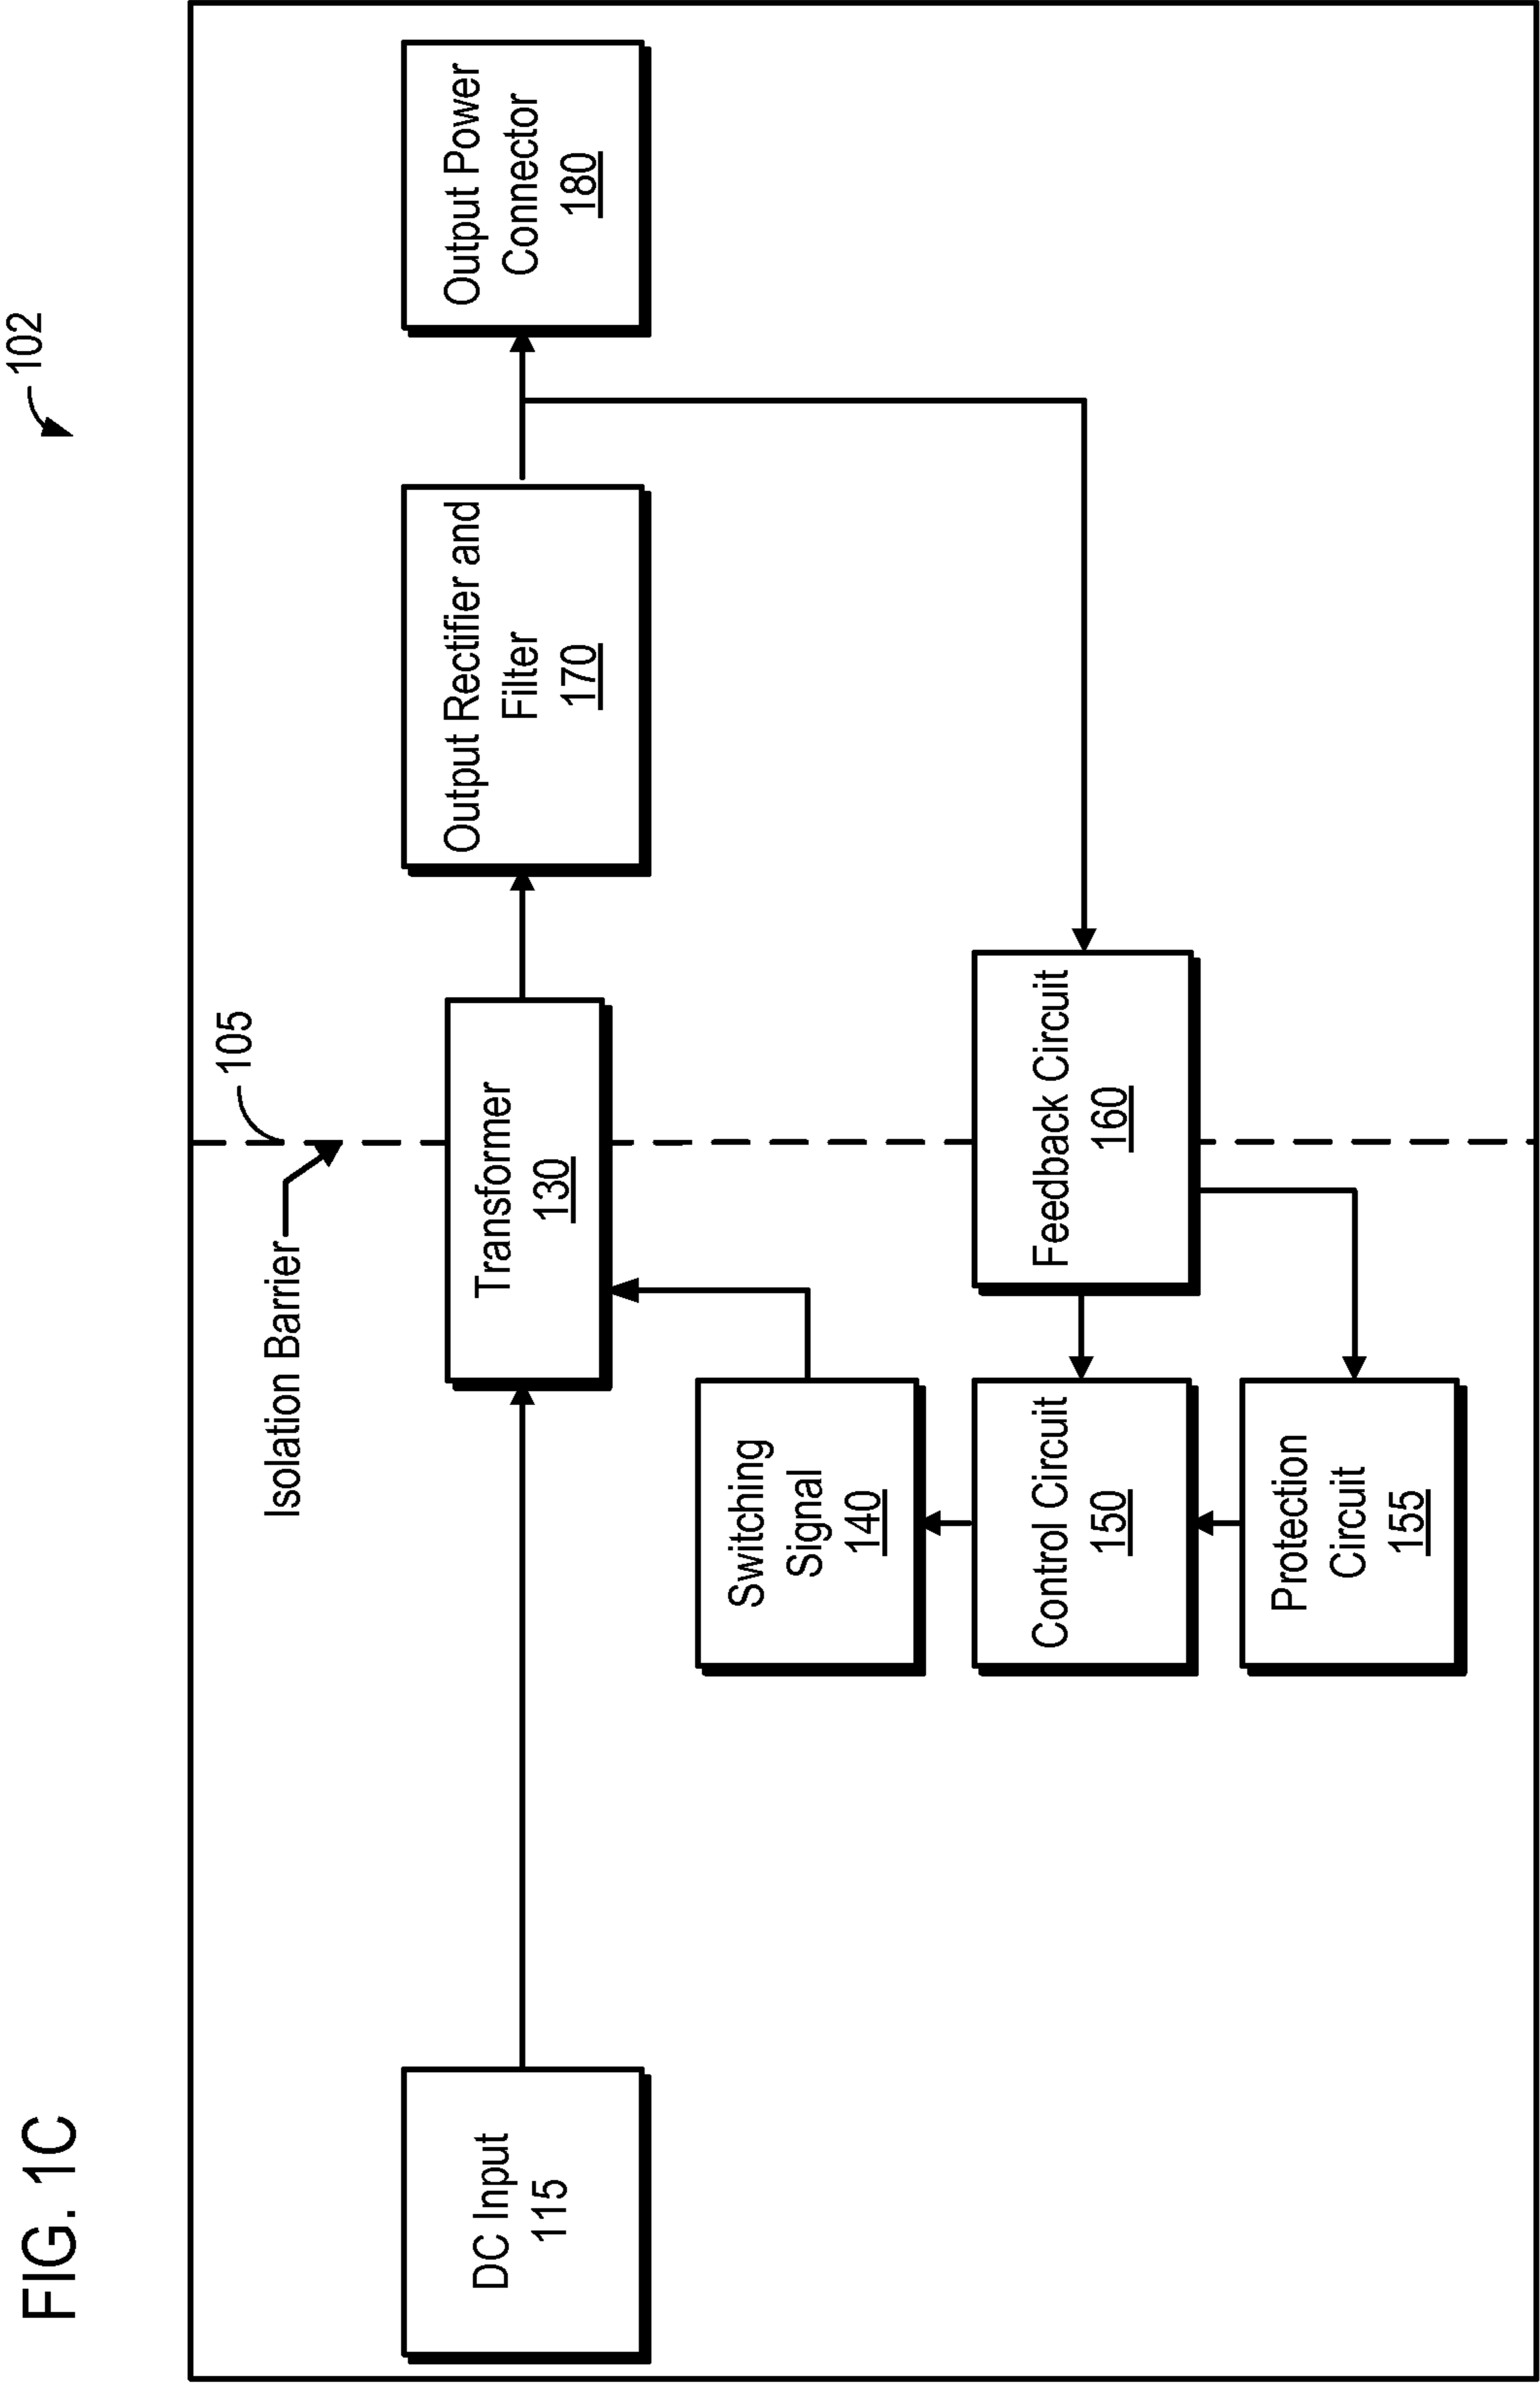 FIG. 1C
102
105
Isolation Barrier
DC Input
115
Transformer
130
Output Rectifier and
Filter
170
Output Power
Connector
180
Switching
Signal
140
Control Circuit
150
Feedback Circuit
160
Protection
Circuit
155